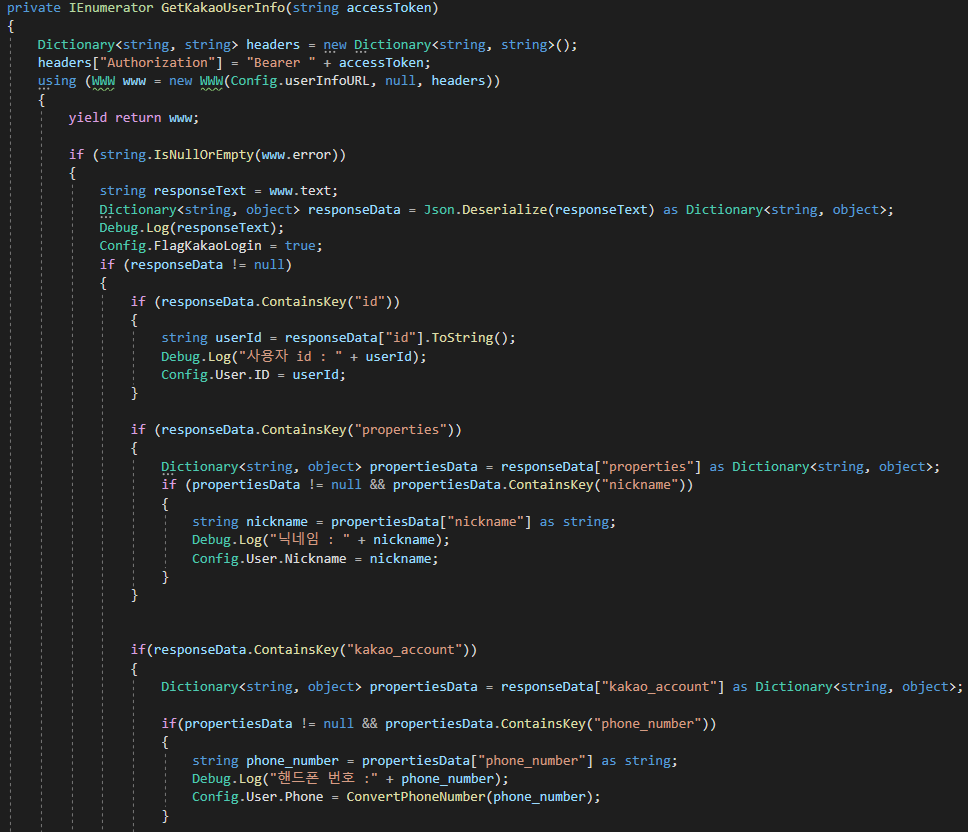 private IEnumerator GetKakaoUserInfo(string accessToken)
{
Dictionary<string, string> headers = new Dictionary<string, string>();
headers["Authorization"] = "Bearer " + accessToken;
using (WWW www = new WWW(Config.userInfoURL, null, headers))
{
yield return www;
if (string.IsNullOrEmpty(www.error))
{
string responseText = www.text;
Dictionary<string, object> responseData = Json.Deserialize(responseText) as Dictionary<string, object>;
Debug.Log(responseText);
Config.FlagKakaoLogin = true;
if (responseData != null)
{
if (responseData.ContainsKey("id"))
{
string userId = responseData["id"].ToString();
Debug.Log("사용자 id : " + userId);
Config.User.ID = userId;
}
if (responseData.ContainsKey("properties"))
{
Dictionary<string, object> propertiesData = responseData["properties"] as Dictionary<string, object>;
if (propertiesData != null && propertiesData.ContainsKey("nickname"))
{
string nickname = propertiesData["nickname"] as string;
Debug.Log("닉네임 : " + nickname);
Config.User.Nickname = nickname;
}
}
if(responseData.ContainsKey("kakao_account"))
{
Dictionary<string, object> propertiesData = responseData["kakao_account"] as Dictionary<string, object>;
if(propertiesData != null && propertiesData.ContainsKey("phone_number"))
{
string phone_number = propertiesData["phone_number"] as string;
Debug.Log("핸드폰 번호 :" + phone_number);
Config.User.Phone = ConvertPhoneNumber(phone_number);
}